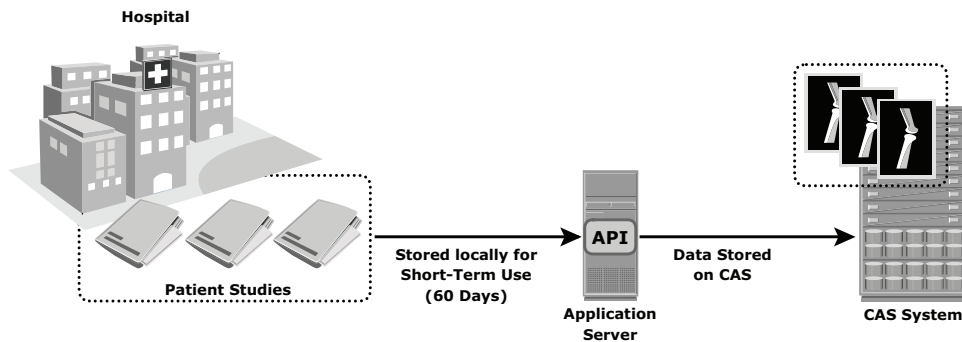 Hospital
Patient Studies
Stored locally for
Short-Term Use
(60 Days)
API
Application
Server
Data Stored
on CAS
CAS System